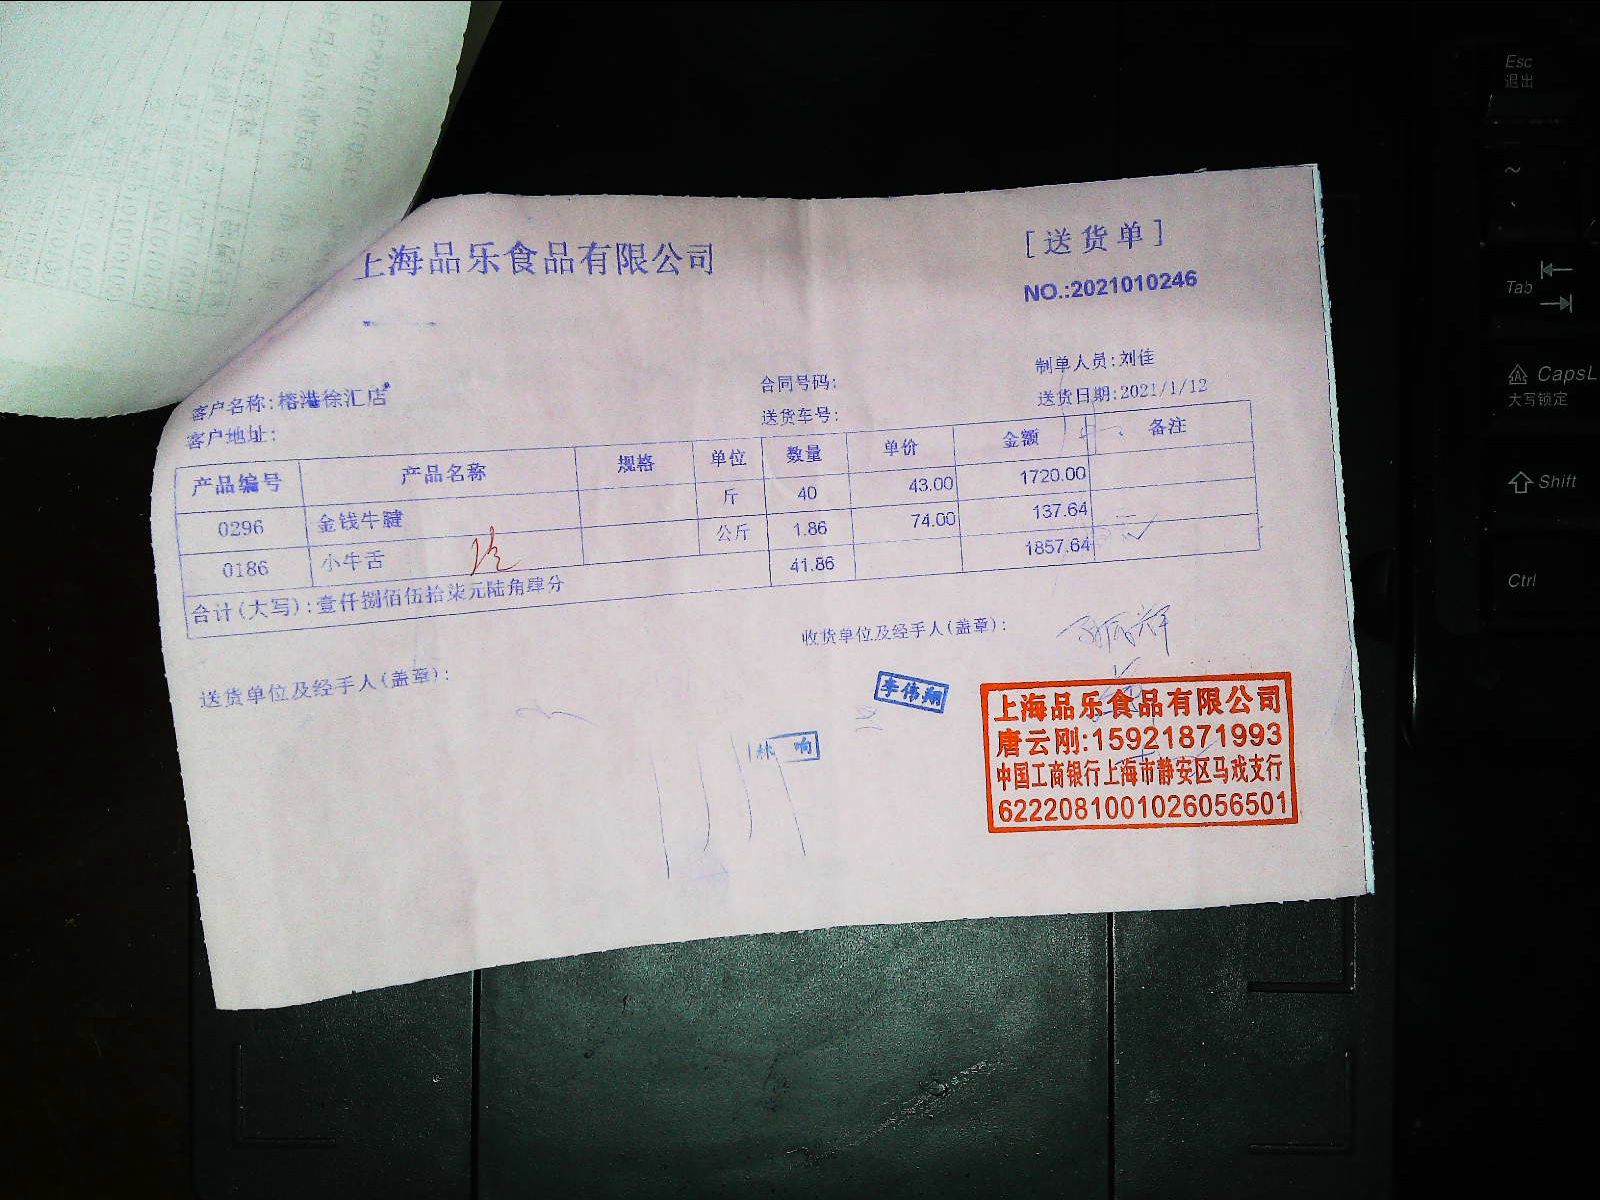 上海品乐食品有限公司
[送货单]
NO.:2021010246
制单人员:刘佳
客户名称:榕港徐汇店
合同号码:
送货日期:2021/1/12
客户地址:
送货车号:
产品编号 产品名称 规格 单位 数量 单价 金额 备注
0296 金钱牛腱 斤 40 43.00 1720.00
0186 小牛舌 公斤 1.86 74.00 137.64
合计(大写):壹仟捌佰伍拾柒元陆角肆分 41.86 1857.64
送货单位及经手人(盖章):
收货单位及经手人(盖章):
李伟翔
林响
上海品乐食品有限公司
唐云刚:15921871993
中国工商银行上海市静安区马戏支行
6222081001026056501
Esc
退出
~
Tab
CapsL
大写锁定
Shift
Ctrl